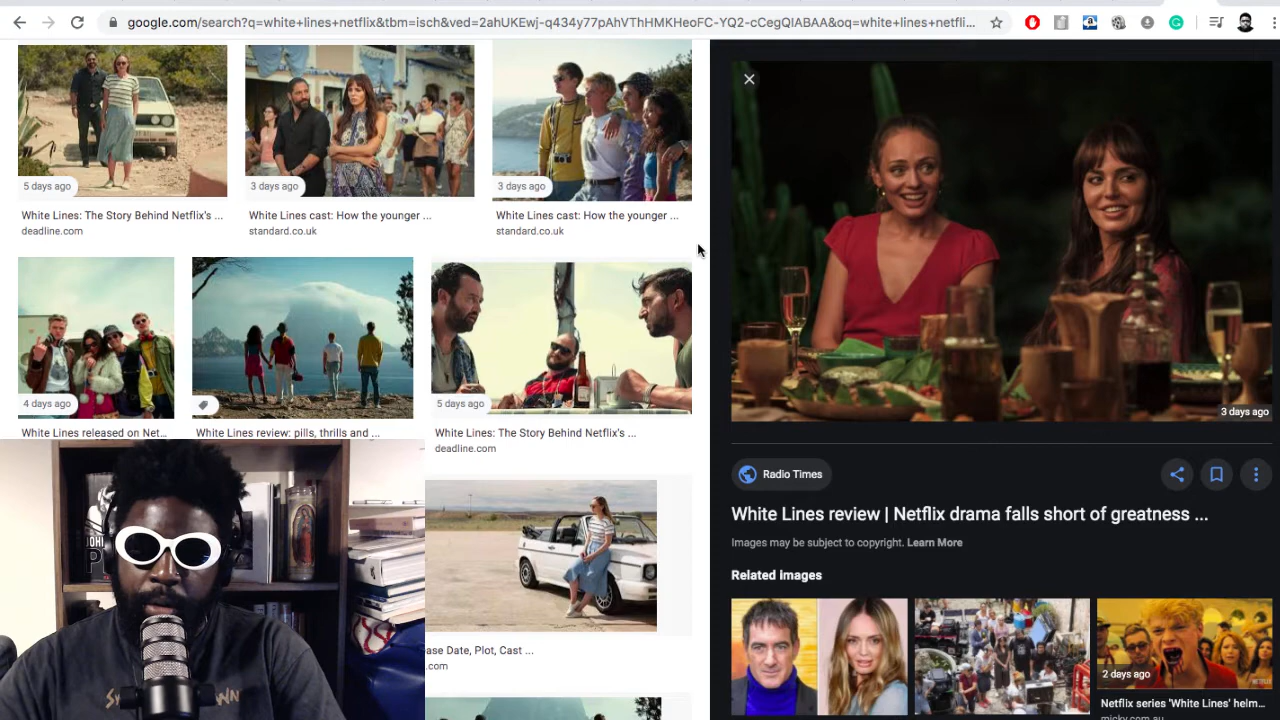 google.com/search?q=white+lines+netflix&tbm=isch&ved=2ahUKEwj-q434y77pAhVThHMKHeoFC-YQ2-cCegQIABAA&oq=white+lines+netfli...
5 days ago
3 days ago
3 days ago
White Lines: The Story Behind Netflix's ...
deadline.com
White Lines cast: How the younger ...
standard.co.uk
White Lines cast: How the younger ...
standard.co.uk
4 days ago
5 days ago
White Lines released on Net...
White Lines review: pills, thrills and ...
White Lines: The Story Behind Netflix's ...
deadline.com
ase Date, Plot, Cast ...
.com
3 days ago
Radio Times
White Lines review | Netflix drama falls short of greatness ...
Images may be subject to copyright. Learn More
Related Images
2 days ago
NETFLIX
Netflix series 'White Lines' helm...
micky.com.au